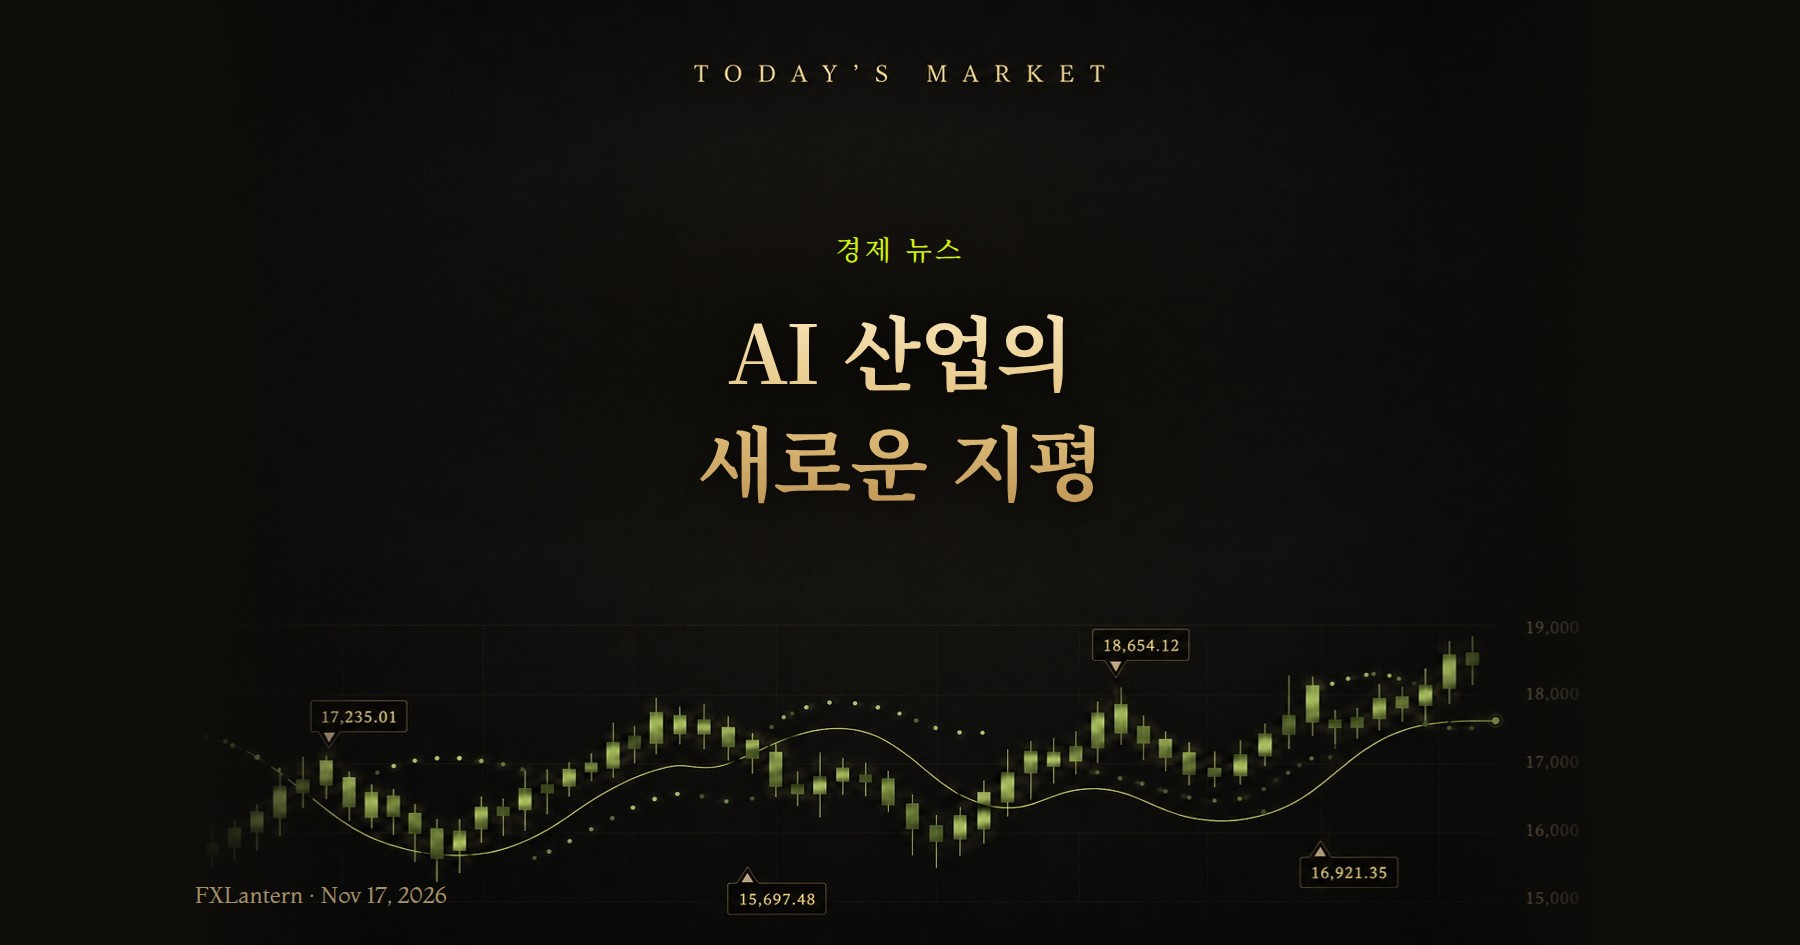 TODAY’S MARKET
경제 뉴스
AI 산업의
새로운 지평
19,000
18,654.12
18,000
17,235.01
17,000
16,000
16,921.35
15,697.48
15,000
FXLantern · Nov 17, 2026